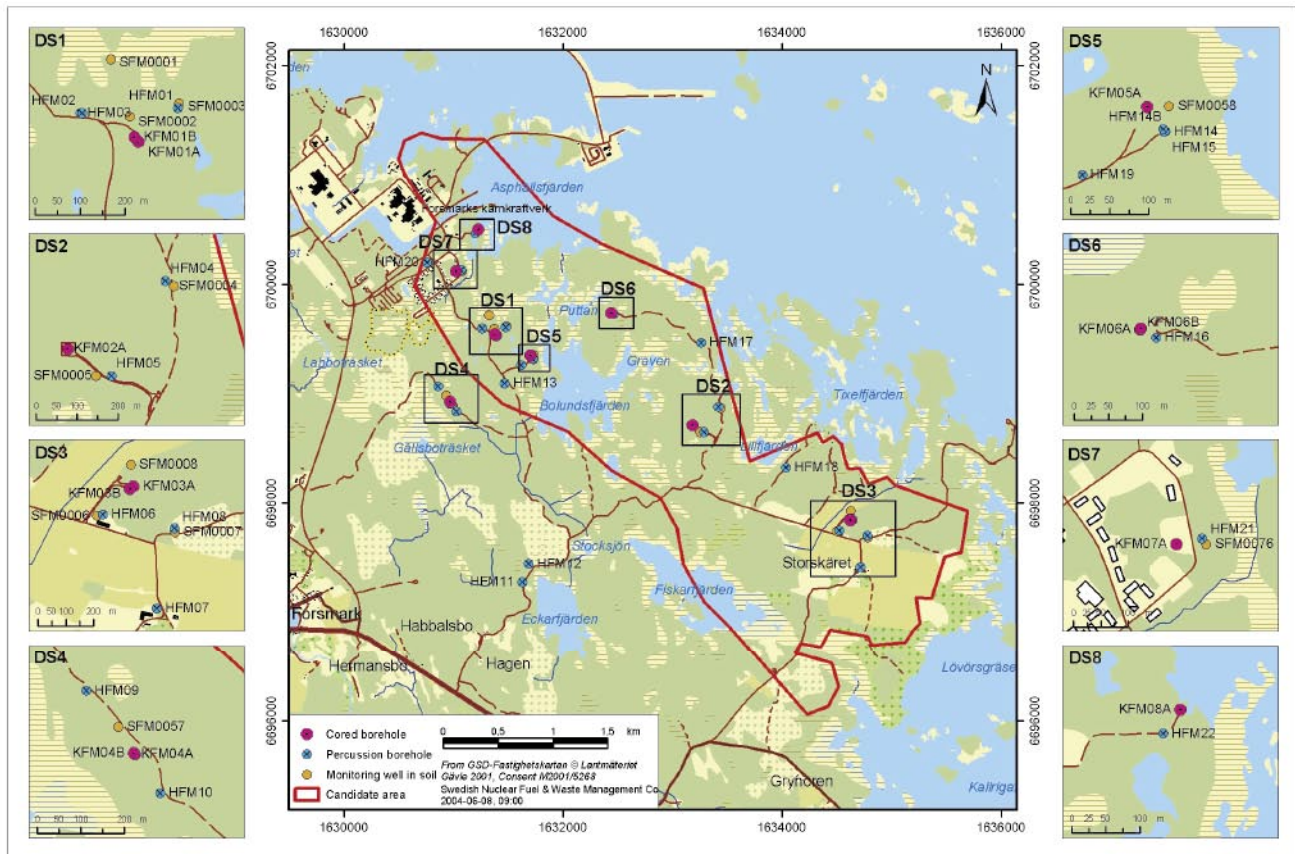 DS1
SFM0001
HFM01
HFM02
HFM03
SFM0003
SFM0002
KFM01B
KFM01A
0 50 100 200 m
DS2
HFM04
SFM0004
KFM02A
HFM05
SFM0005
0 50 100 200 m
DS3
SFM0008
KFM03B
KFM03A
SFM0006
HFM06
HFM08
SFM0007
HFM07
0 50 100 200 m
DS4
HFM09
SFM0057
KFM04B
KFM04A
HFM10
0 50 100 200 m
1630000 1632000 1634000 1636000
6702000
6700000
6698000
6696000
N
Asphällsfjärden
Forsmarks kärnkraftverk
DS8
DS7
HFM20
DS1
DS6
Puttan
DS5
HFM17
Labboträsket
Graven
HFM13
DS4
DS2
Bolundsfjärden
Tixelfjärden
Gällsboträsket
Lillfjärden
HFM18
DS3
Stocksjön
HFM12
HFM11
Storskäret
Fiskarfjärden
Forsmark
Eckarfjärden
Habbalsbo
Hermansbo
Hagen
Lövörsgräse
Gryhoren
Kallriga
Cored borehole
Percussion borehole
Monitoring well in soil
Candidate area
0 0,5 1 1,5 km
From GSD-Fastighetskartan © Lantmäteriet
Gävle 2001, Consent M2001/5268
Swedish Nuclear Fuel & Waste Management Co
2004-06-08, 09:00
1630000 1632000 1634000 1636000
DS5
KFM05A
SFM0058
HFM14B
HFM14
HFM15
HFM19
0 25 50 100 m
DS6
KFM06B
KFM06A
HFM16
0 25 50 100 m
DS7
HFM21
KFM07A
SFM0076
DS8
KFM08A
HFM22
0 25 50 100 m